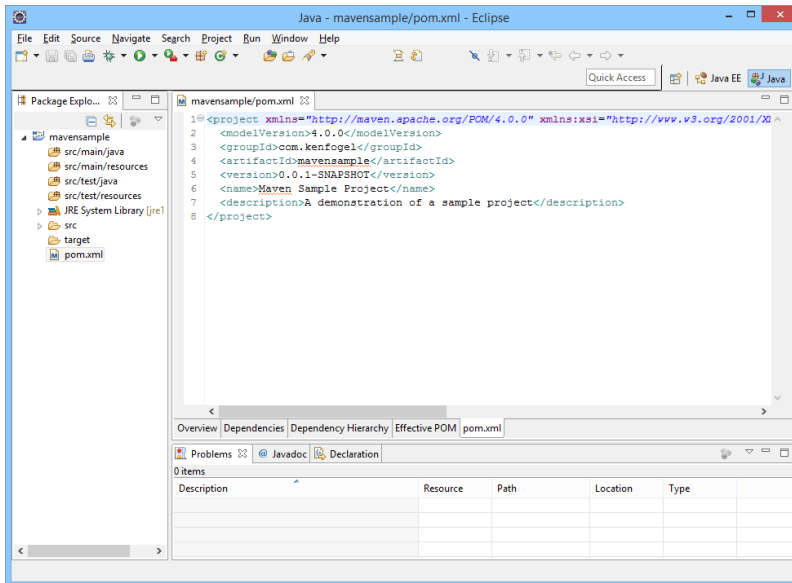 Java - mavensample/pom.xml - Eclipse
File Edit Source Navigate Search Project Run Window Help
Quick Access Java EE Java
Package Explo...
mavensample
src/main/java
src/main/resources
src/test/java
src/test/resources
JRE System Library [jre1
src
target
pom.xml
mavensample/pom.xml
1 <project xmlns="http://maven.apache.org/POM/4.0.0" xmlns:xsi="http://www.w3.org/2001/XM
2 <modelVersion>4.0.0</modelVersion>
3 <groupId>com.kenfogel</groupId>
4 <artifactId>mavensample</artifactId>
5 <version>0.0.1-SNAPSHOT</version>
6 <name>Maven Sample Project</name>
7 <description>A demonstration of a sample project</description>
8 </project>
Overview Dependencies Dependency Hierarchy Effective POM pom.xml
Problems @ Javadoc Declaration
0 items
Description Resource Path Location Type